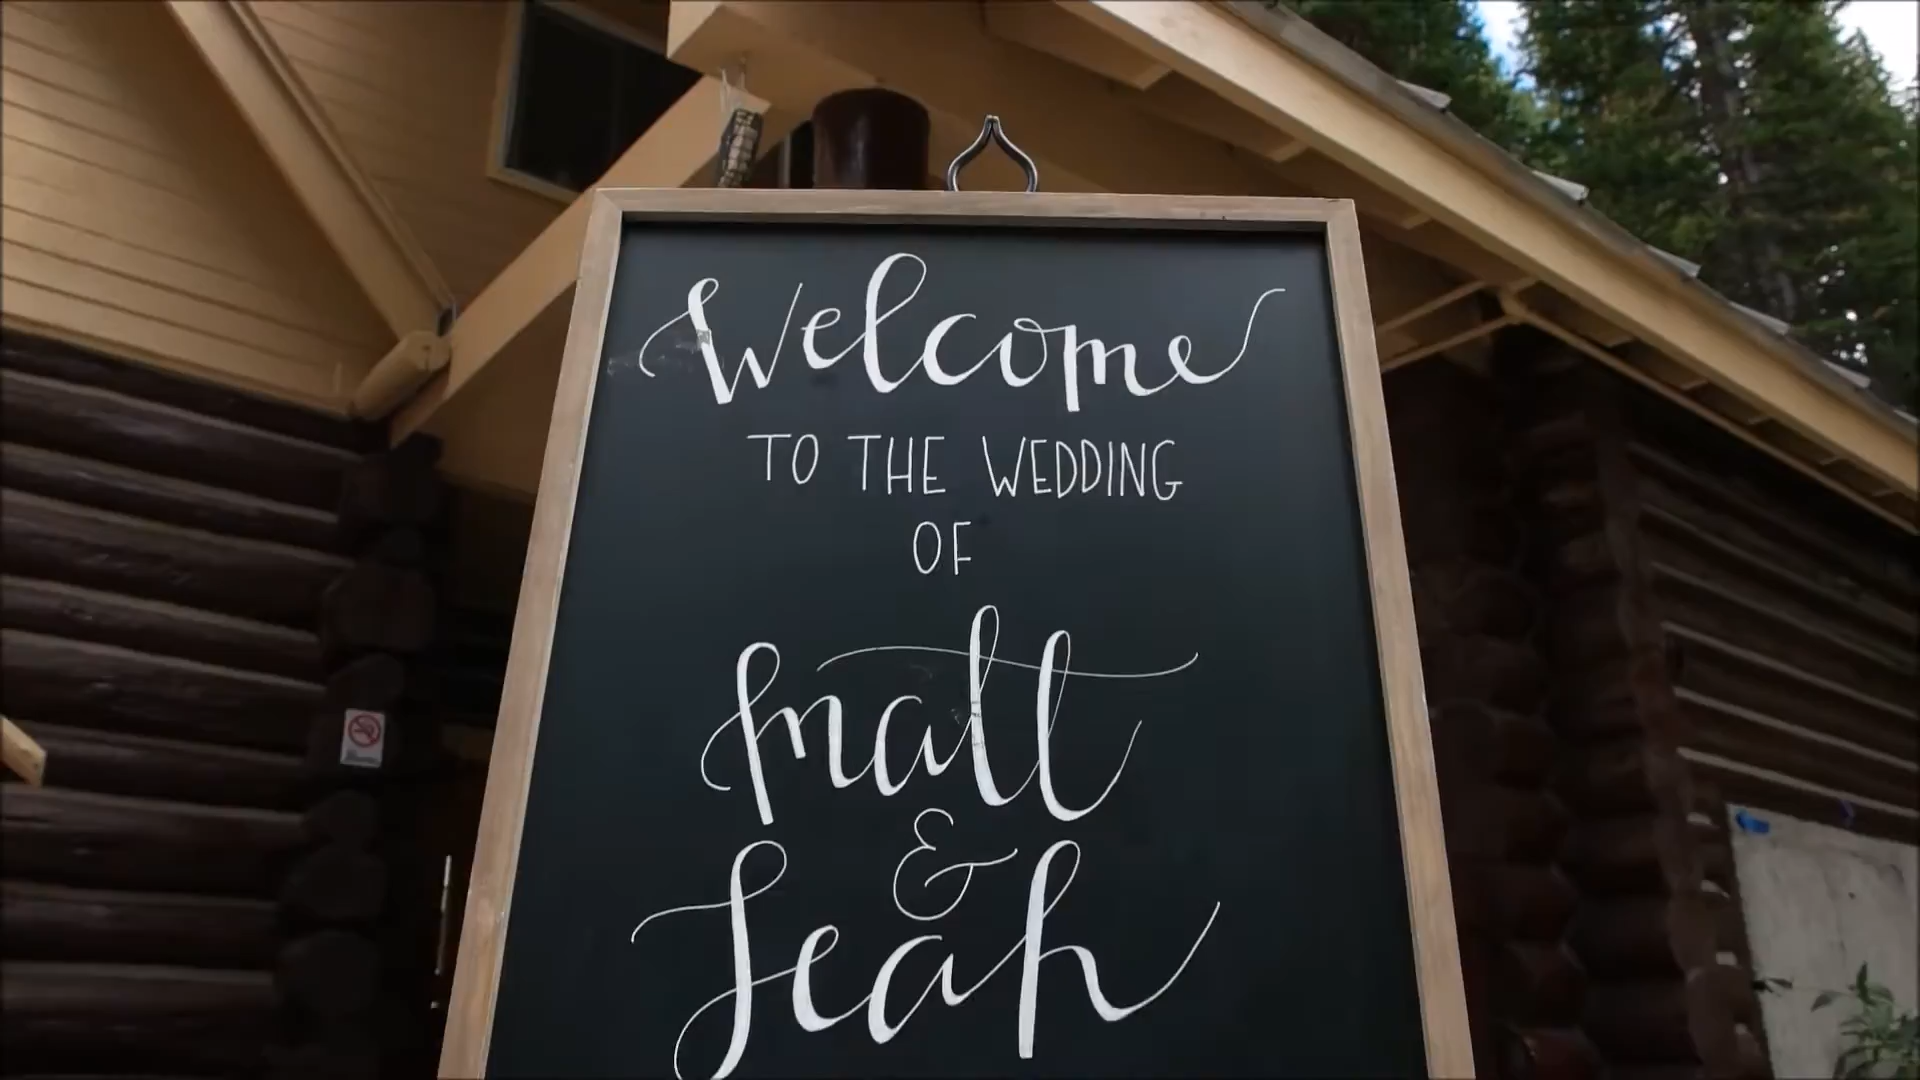 Welcome
TO THE WEDDING
OF
Matt
&
Leah